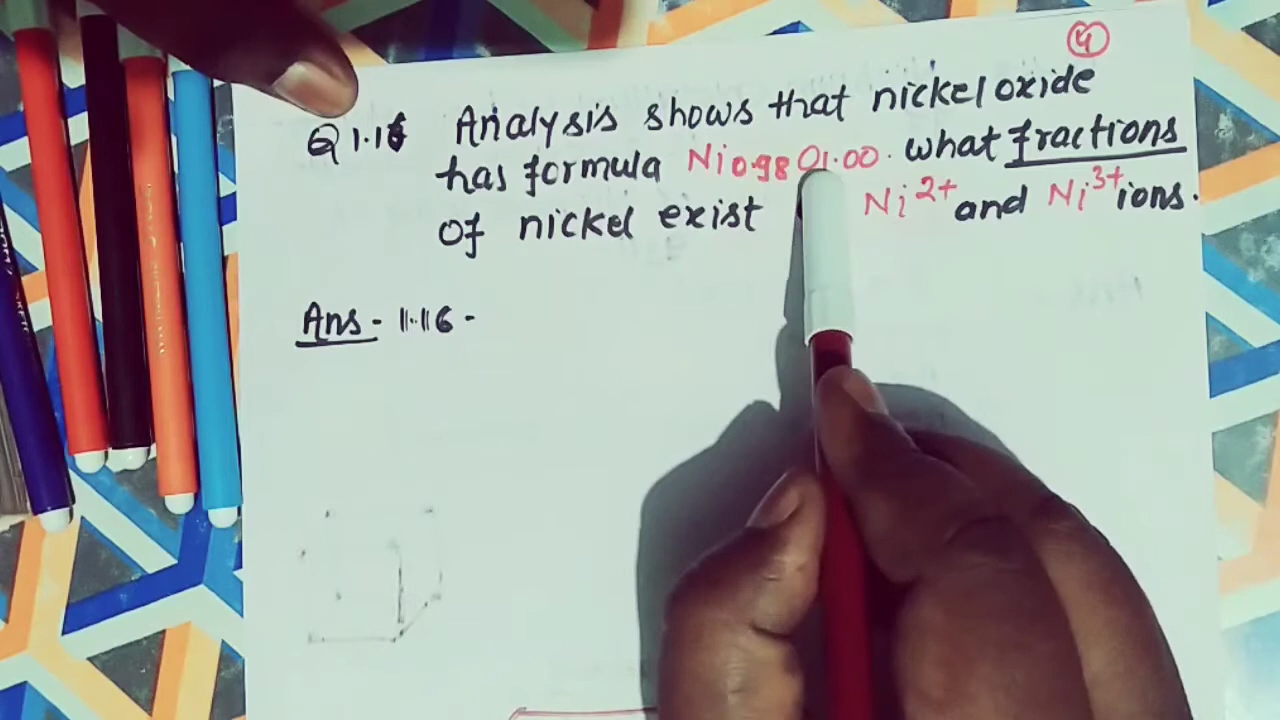 4
Q 1.16 Analysis shows that nickel oxide
has formula Ni0.98O1.00. what fractions
of nickel exist Ni2+ and Ni3+ ions.
Ans - 1.16 -